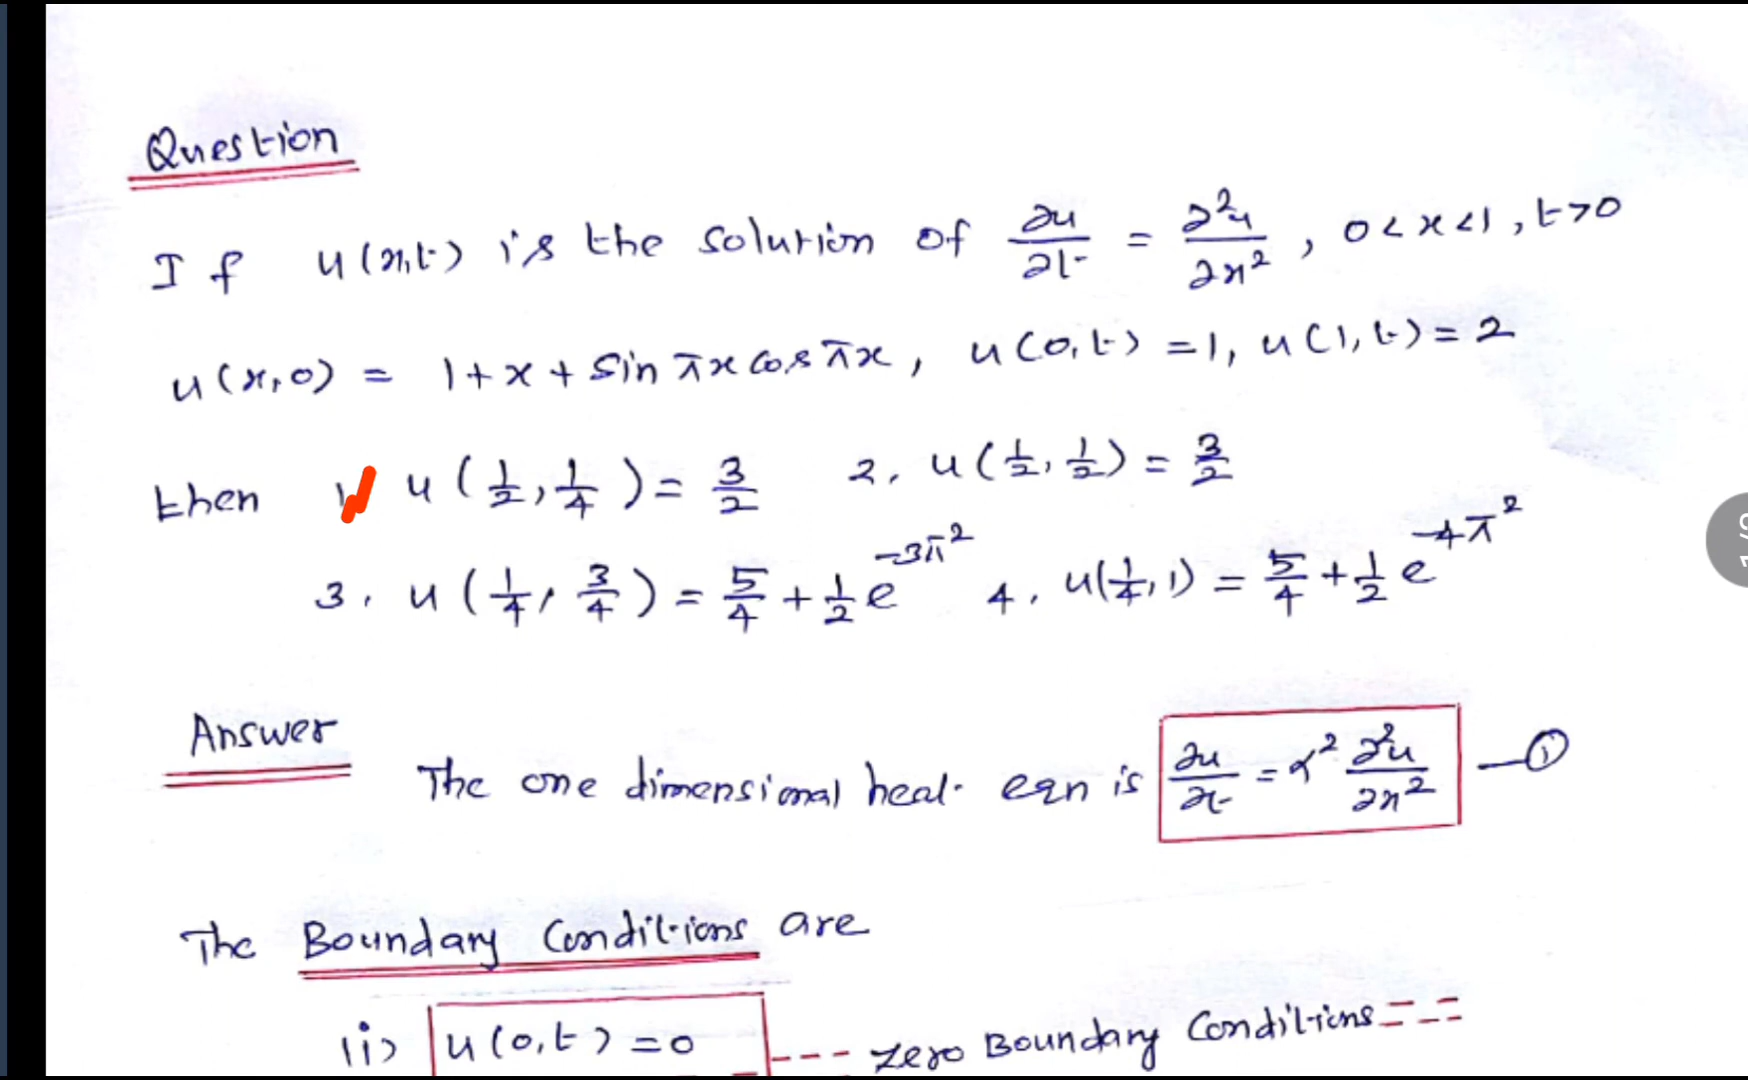 Question
If u(x,t) is the solution of ∂u/∂t = ∂²u/∂x² , 0<x<1, t>0
u(x,0) = 1+x+ Sin πx Cos πx , u(0,t) =1, u(1,t)=2
then 1. u(1/2, 1/4) = 3/2 2. u(1/2, 1/2) = 3/2
3. u(1/4, 3/4) = 5/4 + 1/2 e^{-3π²} 4. u(1/4, 1) = 5/4 + 1/2 e^{-4π²}
Answer
The one dimensional heat eqn is ∂u/∂t = α² ∂²u/∂x² —①
The Boundary Conditions are
(i) u(0,t)=0 --- zero Boundary Conditions ----